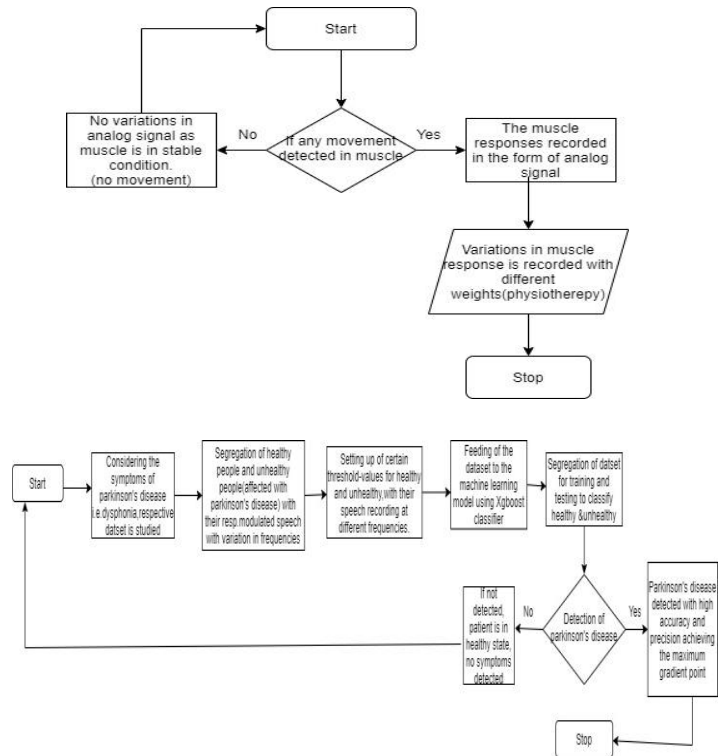 Start
No variations in
analog signal as
muscle is in stable
condition.
(no movement)
No
If any movement
detected in muscle
Yes
The muscle
responses recorded
in the form of analog
signal
Variations in muscle
response is recorded with
different
weights(physiotherepy)
Stop
Start
Considering the
symptoms of
parkinson's disease
i.e.dysphonia,respective
datset is studied
Segregation of healthy
people and unhealthy
people(affected with
parkinson's disease) with
their resp.modulated speech
with variation in frequencies
Setting up of certain
threshold-values for healthy
and unhealthy,with their
speech recording at
different frequencies.
Feeding of the
dataset to the
machine learning
model using Xgboost
classifier
Segregation of datset
for training and
testing to classify
healthy &unhealthy
If not
detected,
patient is in
healthy state,
no symptoms
detected
No
Detection of
parkinson's disease
Yes
Parkinson's disease
detected with high
accuracy and
precision achieving
the maximum
gradient point
Stop